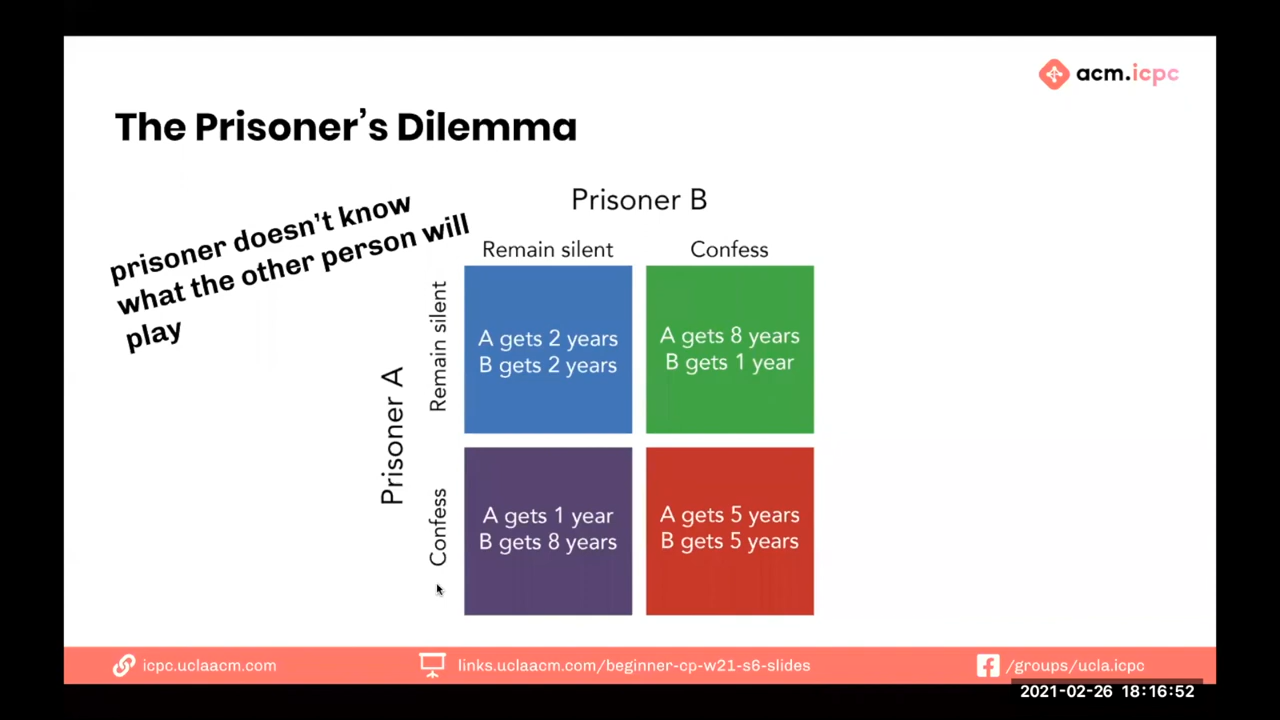 acm.icpc
The Prisoner's Dilemma
prisoner doesn't know
what the other person will
play
Prisoner B
Remain silent
Confess
Prisoner A
Remain silent
A gets 2 years
B gets 2 years
A gets 8 years
B gets 1 year
Confess
A gets 1 year
B gets 8 years
A gets 5 years
B gets 5 years
icpc.uclaacm.com
links.uclaacm.com/beginner-cp-w21-s6-slides
/groups/ucla.icpc
2021-02-26 18:16:52